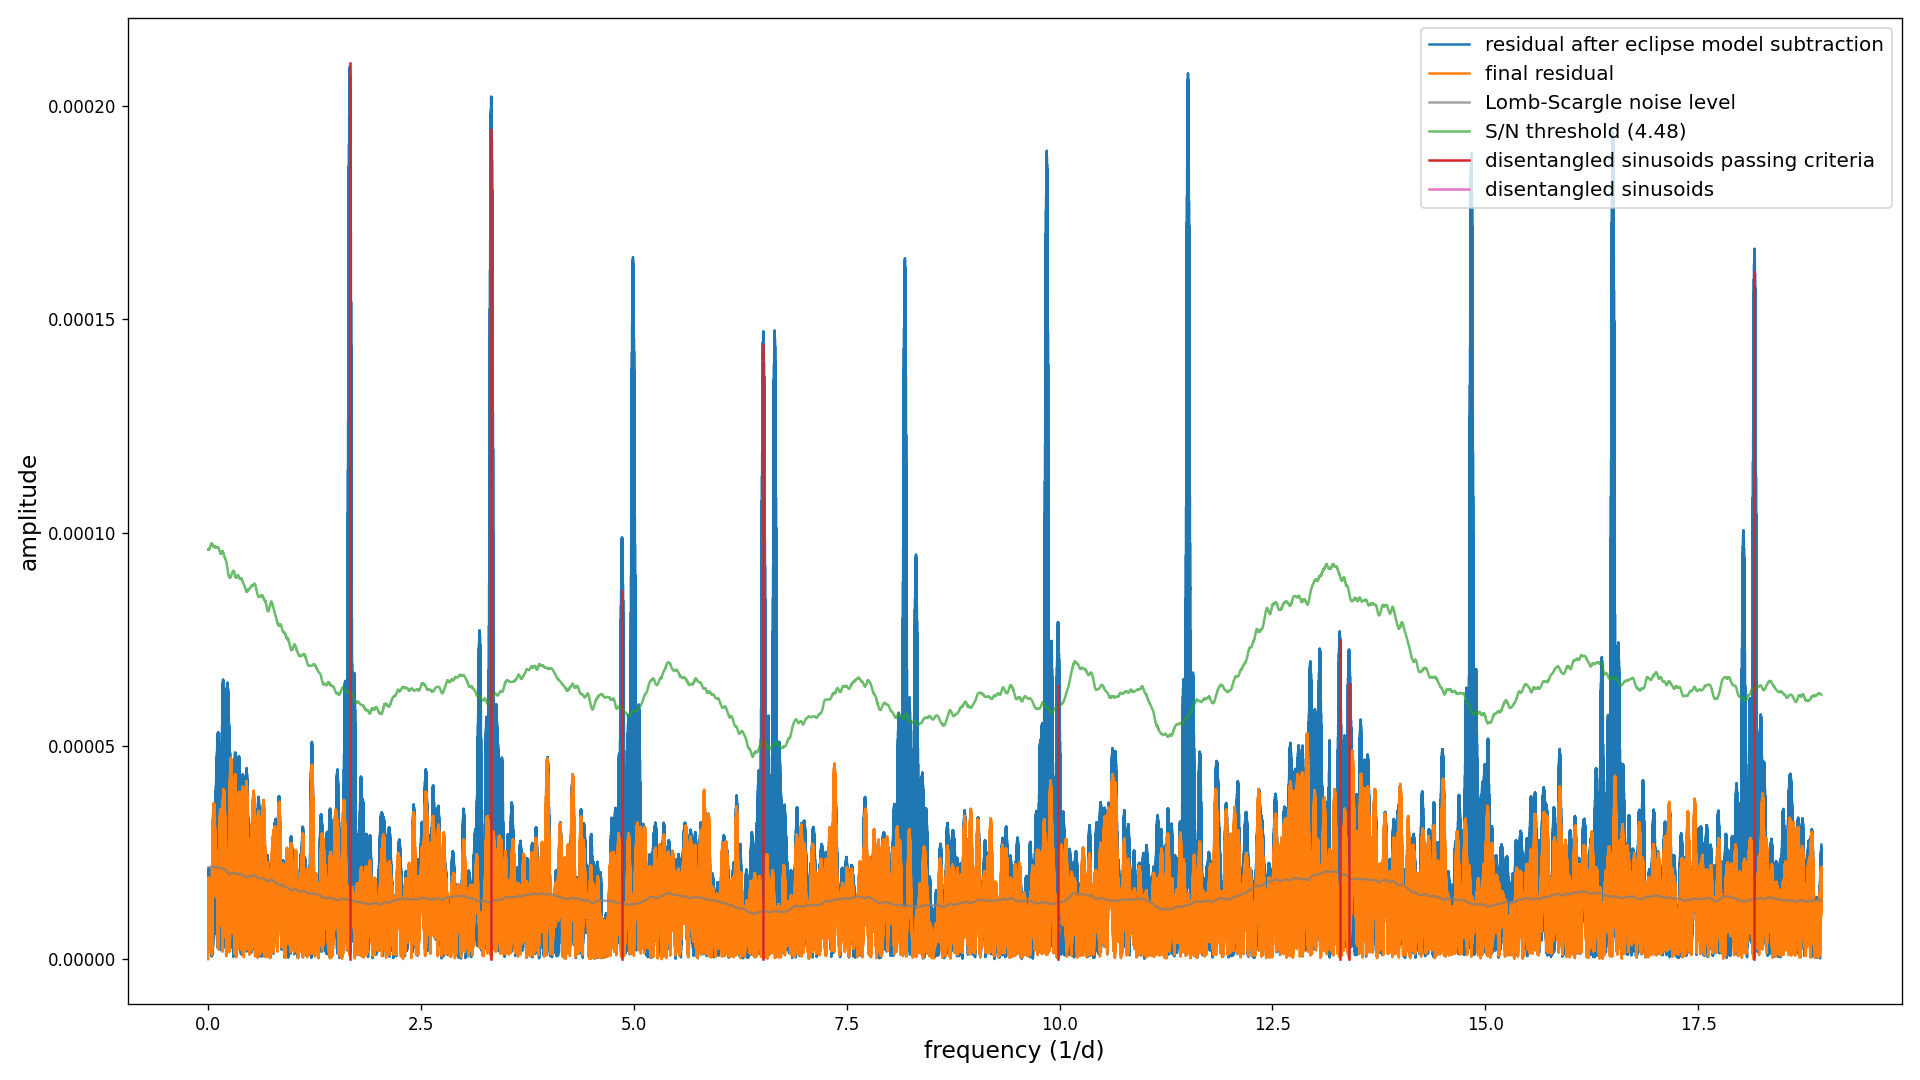 residual after eclipse model subtraction
final residual
Lomb-Scargle noise level
S/N threshold (4.48)
disentangled sinusoids passing criteria
disentangled sinusoids
amplitude
0.00020
0.00015
0.00010
0.00005
0.00000
0.0 2.5 5.0 7.5 10.0 12.5 15.0 17.5
frequency (1/d)